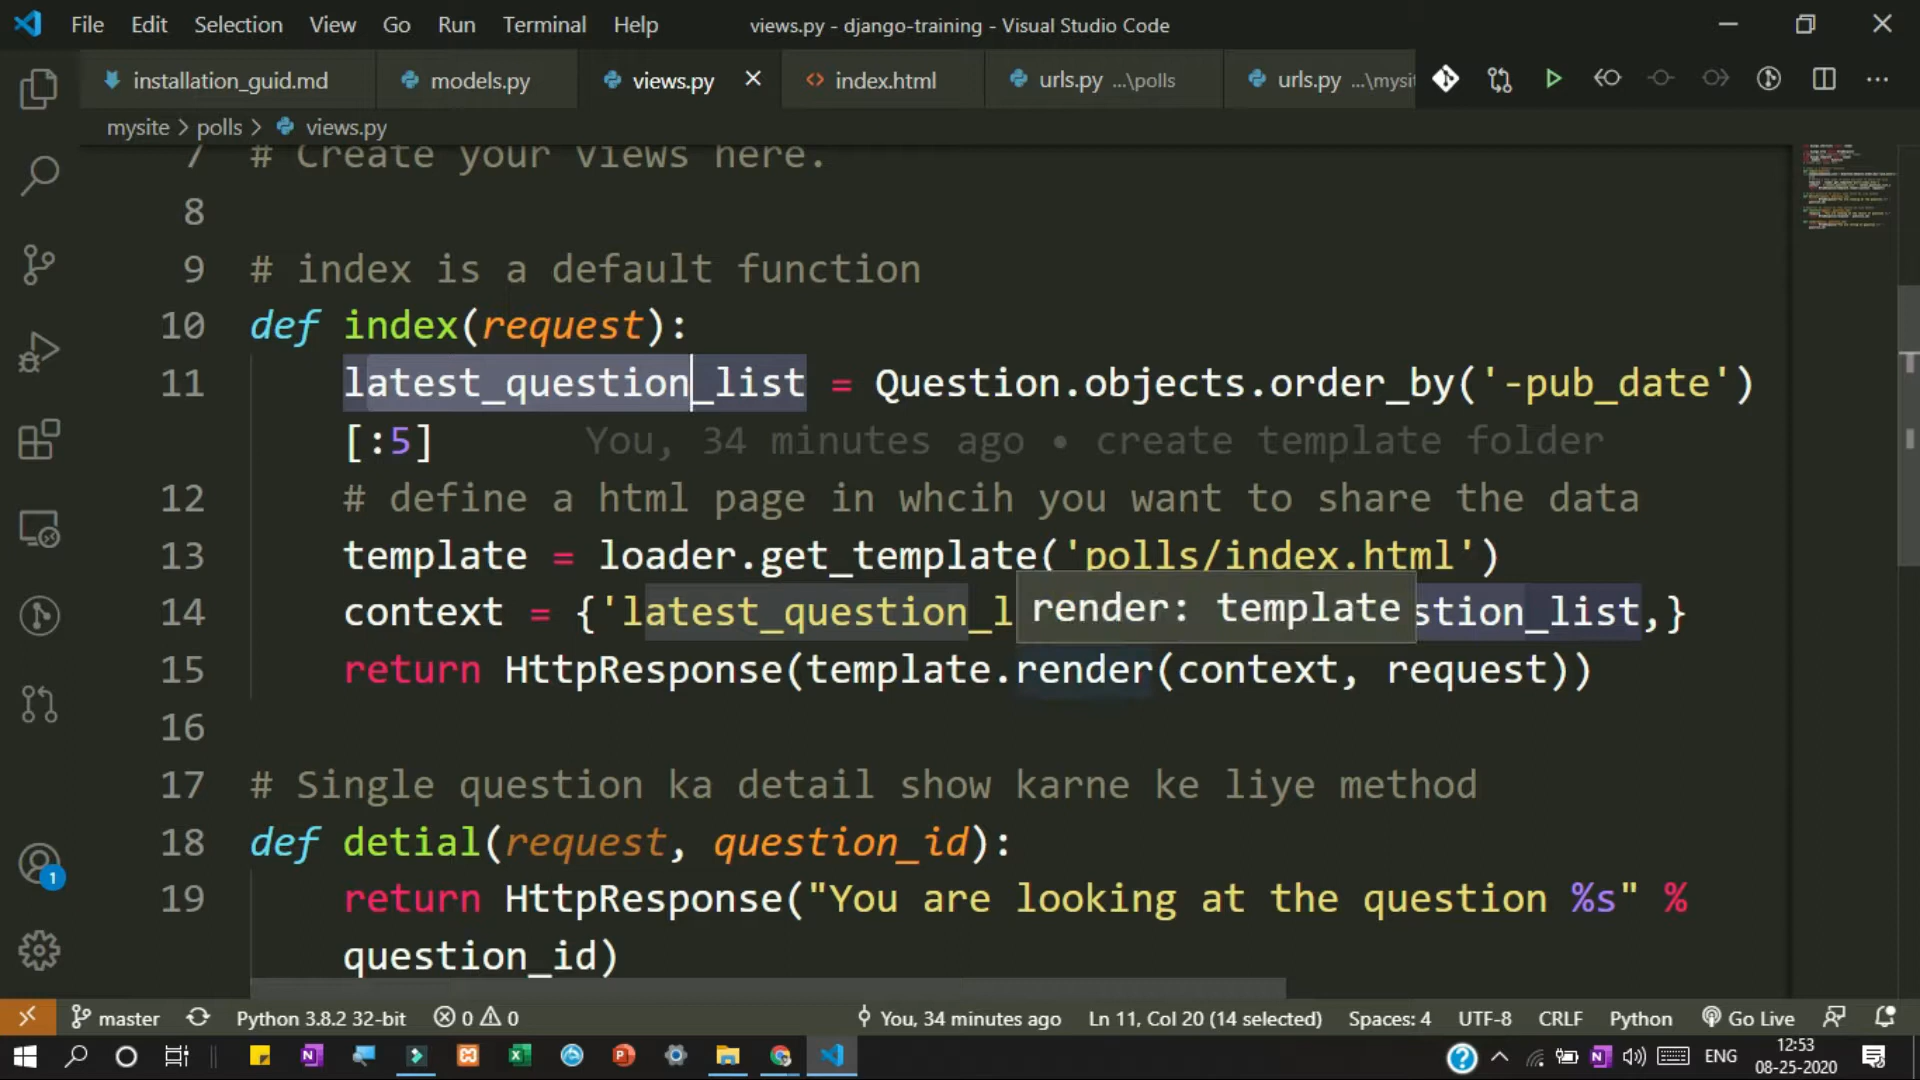 File Edit Selection View Go Run Terminal Help views.py - django-training - Visual Studio Code
installation_guid.md models.py views.py index.html urls.py ...\polls urls.py ...\mysit
mysite > polls > views.py
7 # Create your views here.
8
9 # index is a default function
10 def index(request):
11 latest_question_list = Question.objects.order_by('-pub_date')
[:5] You, 34 minutes ago • create template folder
12 # define a html page in whcih you want to share the data
13 template = loader.get_template('polls/index.html')
14 context = {'latest_question_l render: template stion_list,}
15 return HttpResponse(template.render(context, request))
16
17 # Single question ka detail show karne ke liye method
18 def detial(request, question_id):
19 return HttpResponse("You are looking at the question %s" %
question_id)
1
master Python 3.8.2 32-bit 0 0 You, 34 minutes ago Ln 11, Col 20 (14 selected) Spaces: 4 UTF-8 CRLF Python Go Live
ENG 12:53
08-25-2020